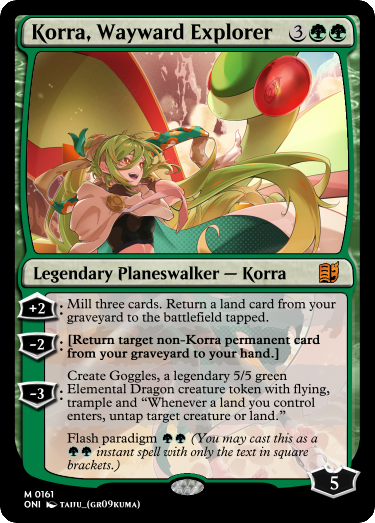 Korra, Wayward Explorer 3
Legendary Planeswalker — Korra
+2: Mill three cards. Return a land card from your
graveyard to the battlefield tapped.
-2: [Return target non-Korra permanent card
from your graveyard to your hand.]
Create Goggles, a legendary 5/5 green
-3: Elemental Dragon creature token with flying,
trample and “Whenever a land you control
enters, untap target creature or land.”
Flash paradigm (You may cast this as a
instant spell with only the text in square
brackets.)
5
M 0161
ONI TAIJU_(GR09KUMA)